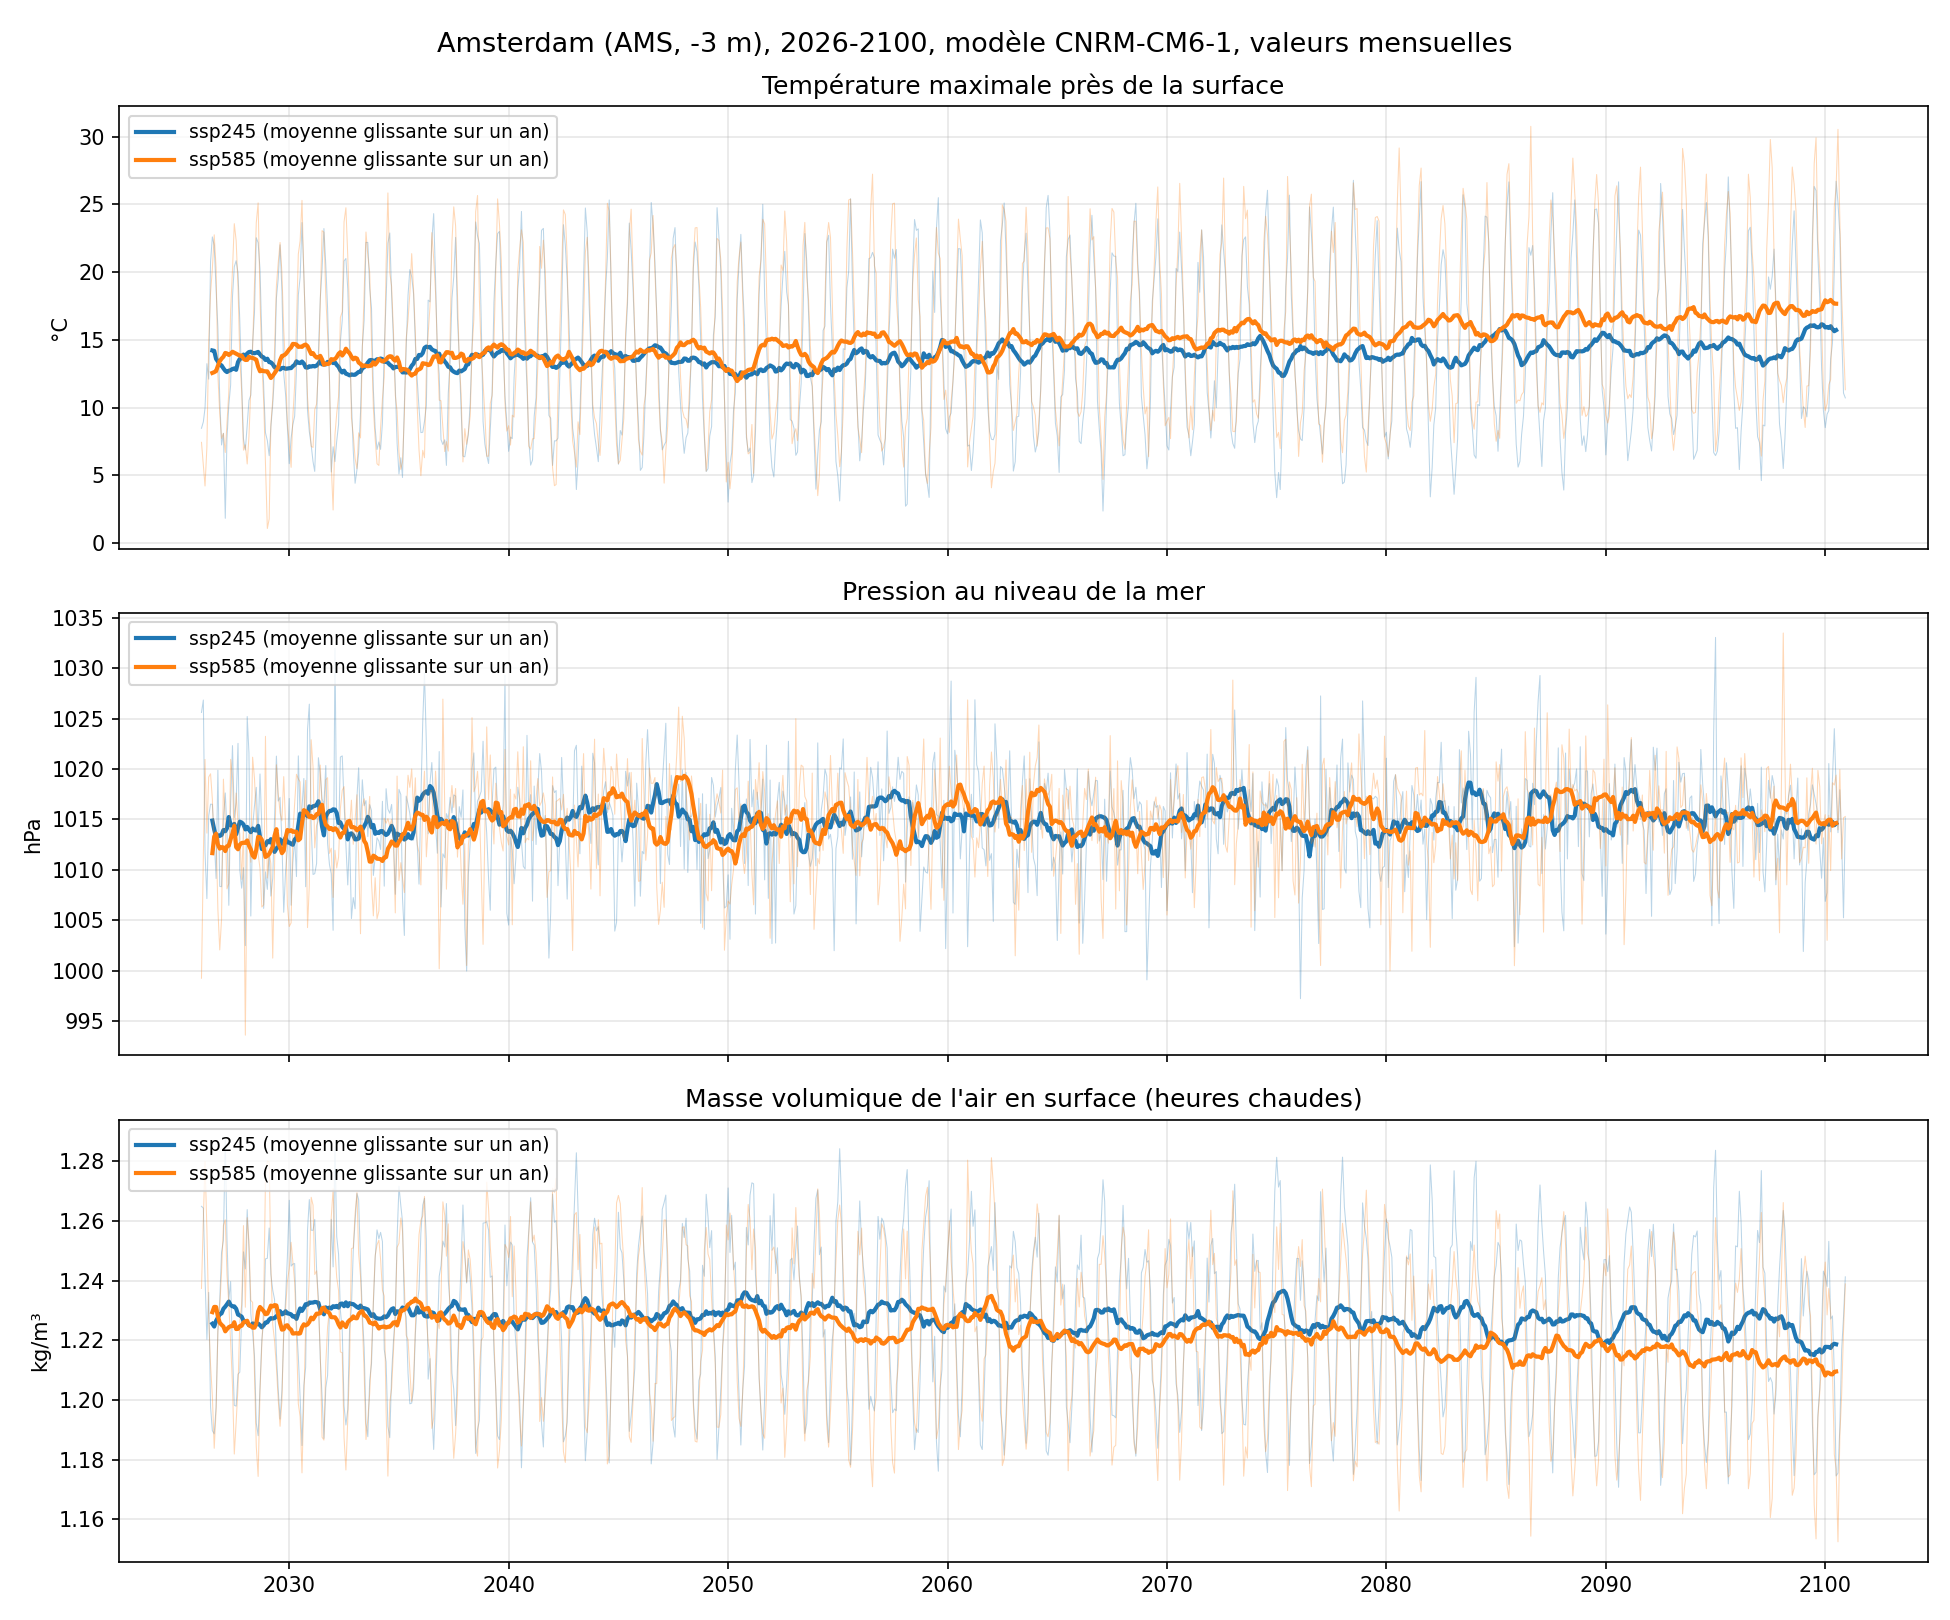 Amsterdam (AMS, -3 m), 2026-2100, modèle CNRM-CM6-1, valeurs mensuelles
Température maximale près de la surface
ssp245 (moyenne glissante sur un an)
ssp585 (moyenne glissante sur un an)
30
25
20
15
10
5
0
°C
Pression au niveau de la mer
ssp245 (moyenne glissante sur un an)
ssp585 (moyenne glissante sur un an)
1035
1030
1025
1020
1015
1010
1005
1000
995
hPa
Masse volumique de l'air en surface (heures chaudes)
ssp245 (moyenne glissante sur un an)
ssp585 (moyenne glissante sur un an)
1.28
1.26
1.24
1.22
1.20
1.18
1.16
kg/m³
2030 2040 2050 2060 2070 2080 2090 2100